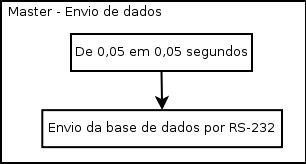 Master - Envio de dados
De 0,05 em 0,05 segundos
Envio da base de dados por RS-232